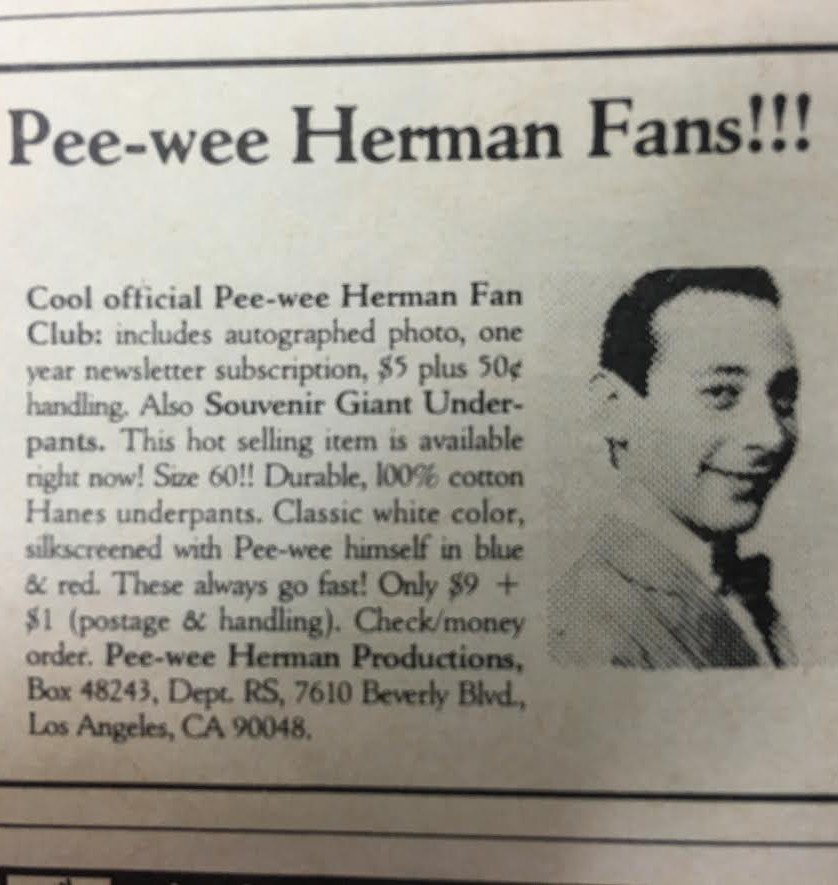 Pee-wee Herman Fans!!!
Cool official Pee-wee Herman Fan
Club: includes autographed photo, one
year newsletter subscription, $5 plus 50¢
handling. Also Souvenir Giant Under-
pants. This hot selling item is available
right now! Size 60!! Durable, 100% cotton
Hanes underpants. Classic white color,
silkscreened with Pee-wee himself in blue
& red. These always go fast! Only $9 +
$1 (postage & handling). Check/money
order. Pee-wee Herman Productions,
Box 48243, Dept. RS, 7610 Beverly Blvd.,
Los Angeles, CA 90048.